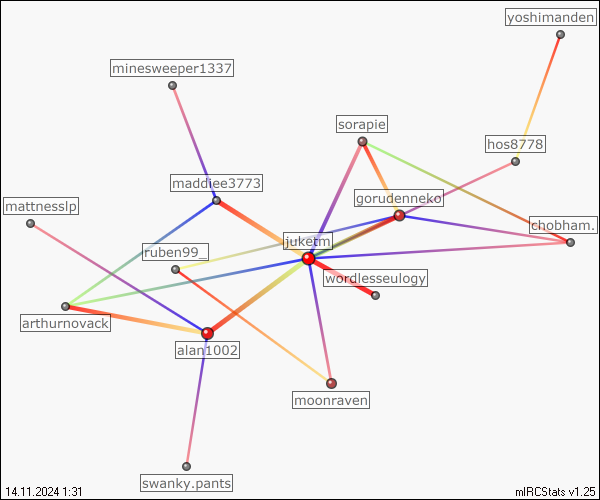 yoshimanden
minesweeper1337
sorapie
hos8778
maddiee3773
gorudenneko
mattnesslp
chobham.
juketm
ruben99_
wordlesseulogy
arthurnovack
alan1002
moonraven
swanky.pants
14.11.2024 1:31
mIRCStats v1.25